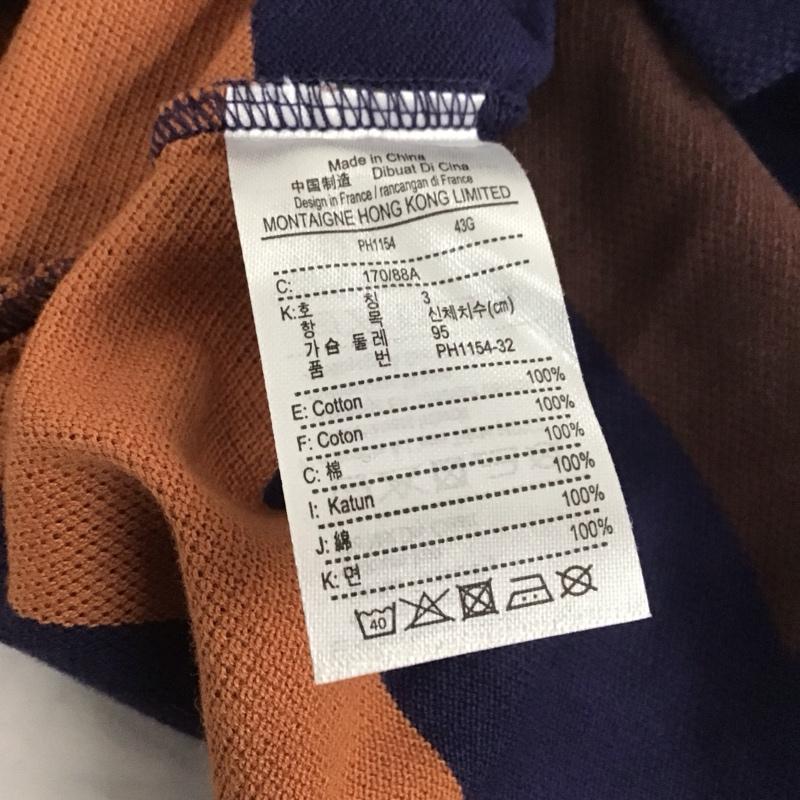 Made in China
中国制造 Dibuat Di Cina
Design in France / rancangan di France
MONTAIGNE HONG KONG LIMITED
PH1154 43G
C: 170/88A
K:호 칭 3
항 목 신체치수(cm)
가슴둘레 95
품 번 PH1154-32
E: Cotton 100%
F: Coton 100%
C: 棉 100%
I: Katun 100%
J: 綿 100%
K: 면 100%
40